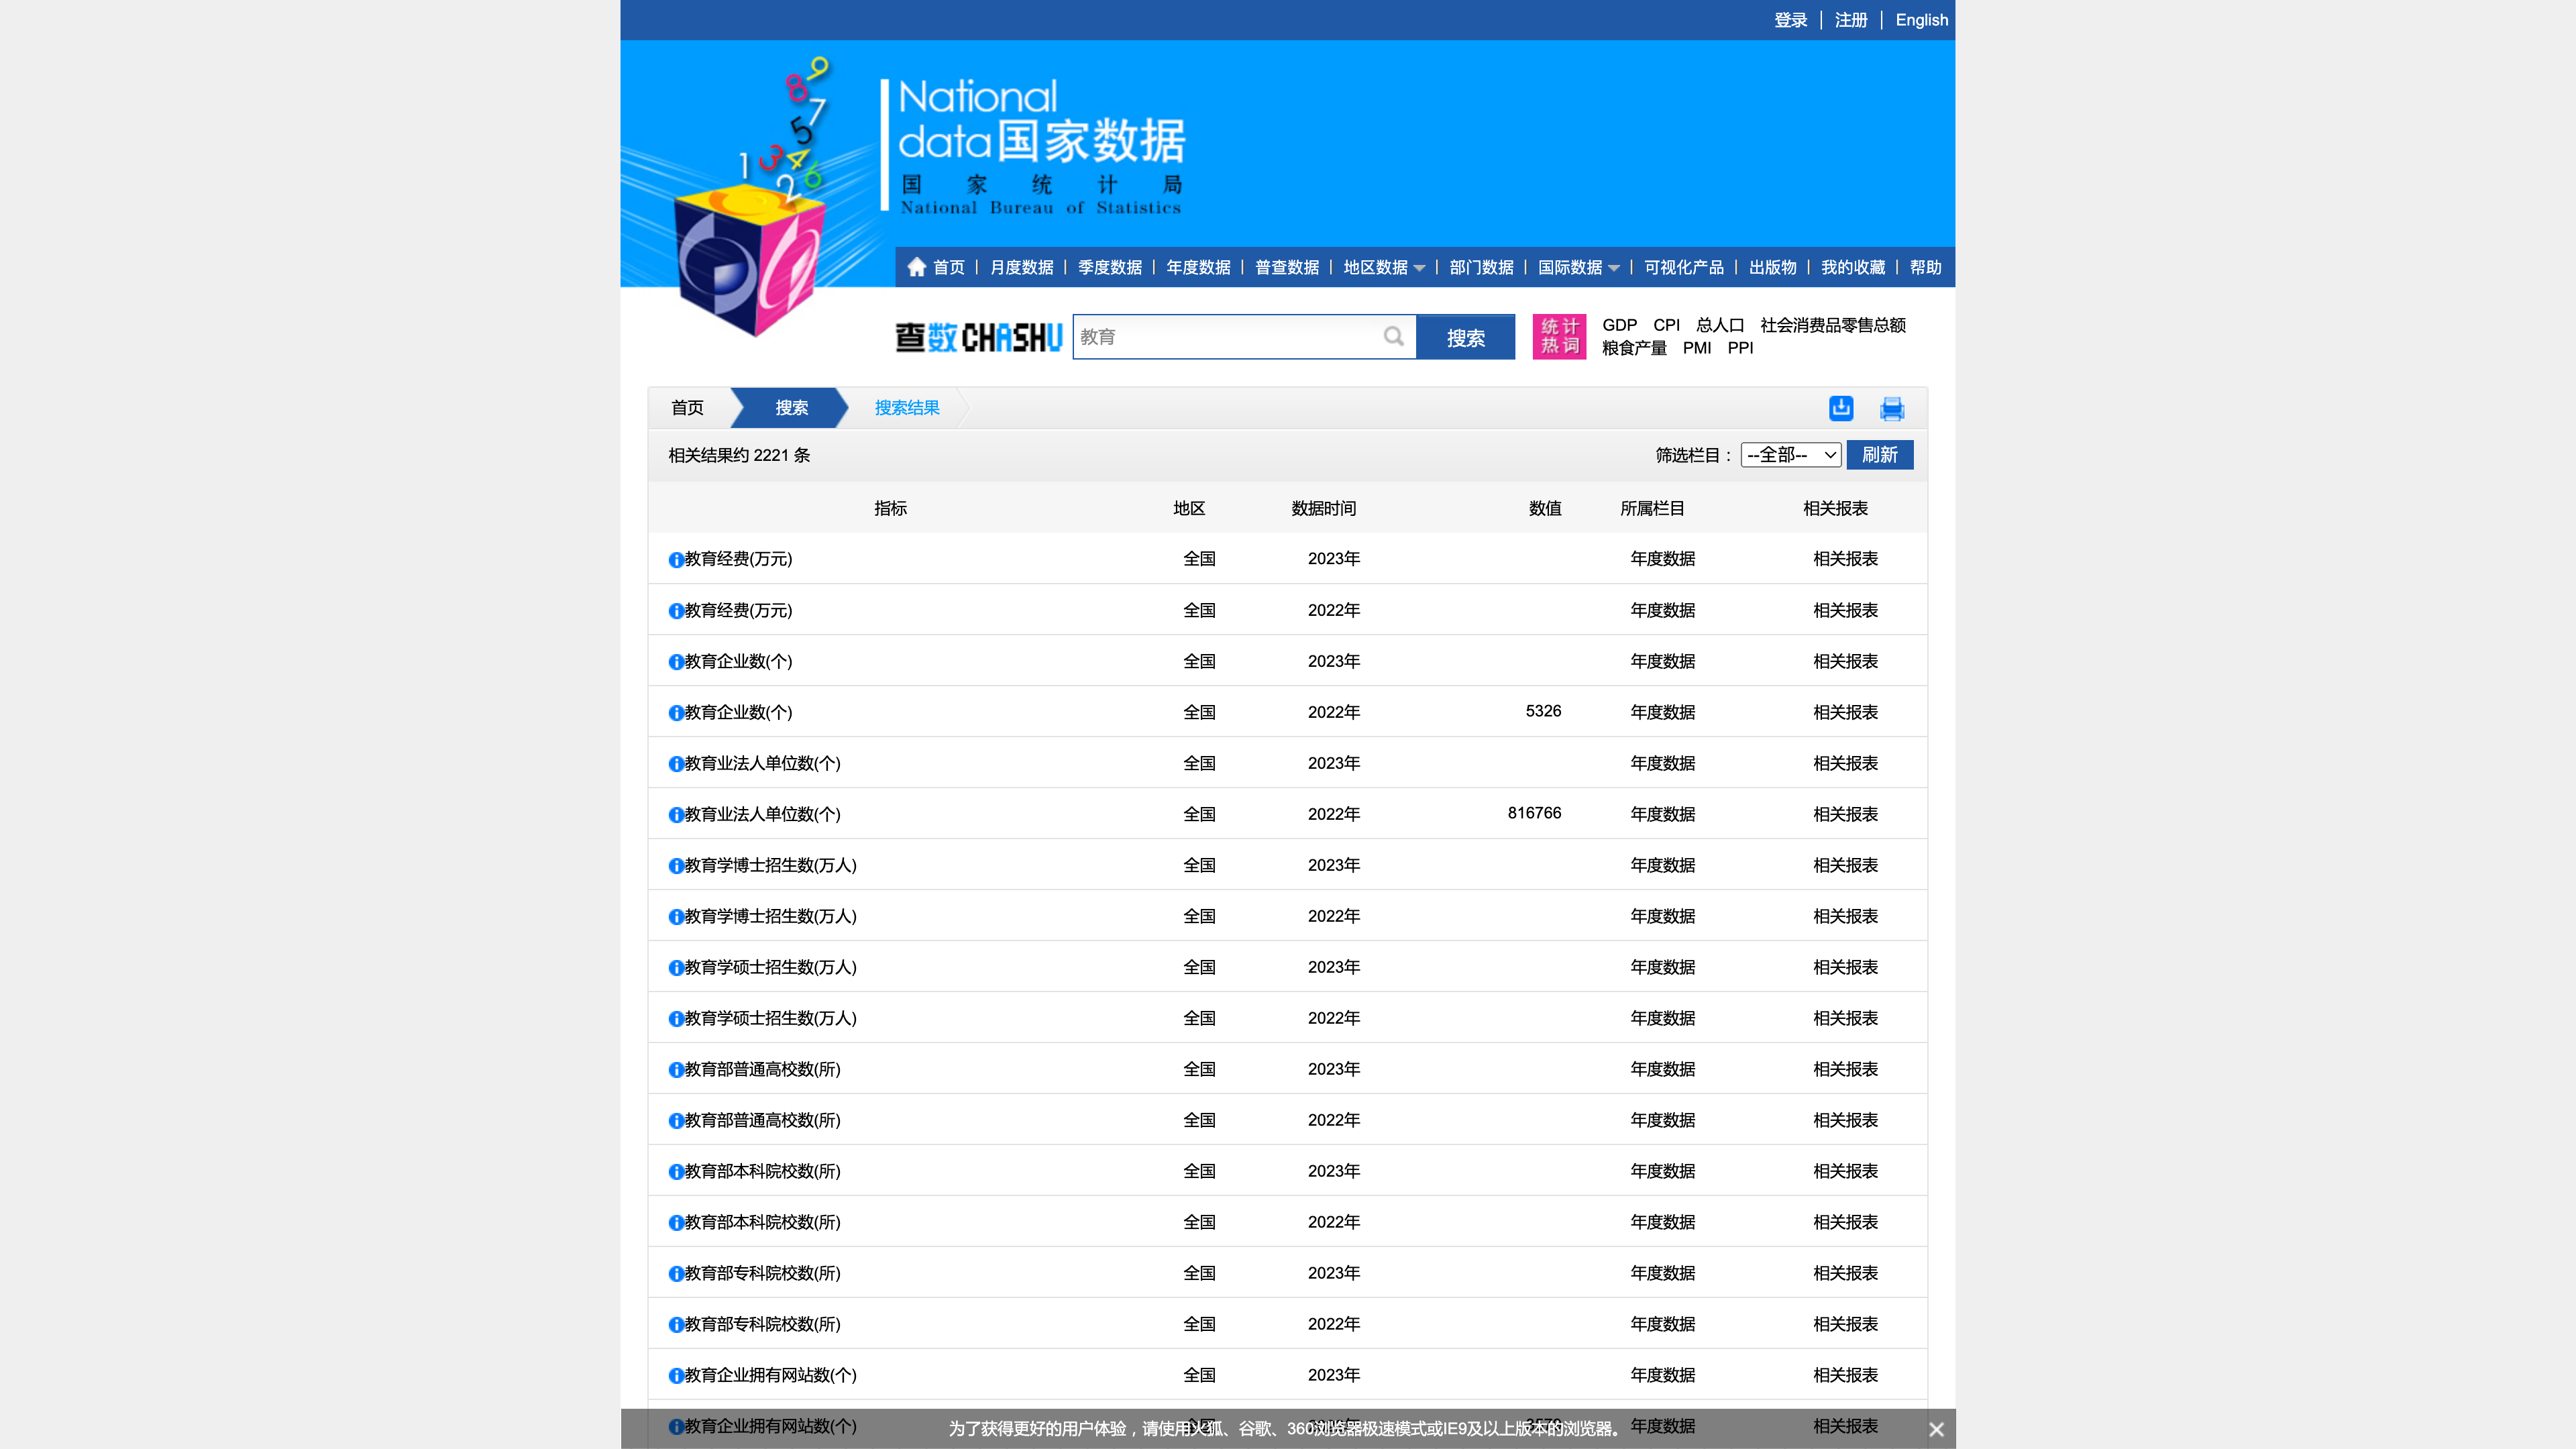 登录 | 注册 | English
9
8
7
5
1 3 4
2 6
National
data国家数据
国家统计局
National Bureau of Statistics
首页 | 月度数据 | 季度数据 | 年度数据 | 普查数据 | 地区数据 | 部门数据 | 国际数据 | 可视化产品 | 出版物 | 我的收藏 | 帮助
查数CHASHU 教育 搜索
统计
热词
GDP CPI 总人口 社会消费品零售总额
粮食产量 PMI PPI
首页 搜索 搜索结果
相关结果约 2221 条 筛选栏目： --全部-- 刷新
指标 地区 数据时间 数值 所属栏目 相关报表
教育经费(万元) 全国 2023年 年度数据 相关报表
教育经费(万元) 全国 2022年 年度数据 相关报表
教育企业数(个) 全国 2023年 年度数据 相关报表
教育企业数(个) 全国 2022年 5326 年度数据 相关报表
教育业法人单位数(个) 全国 2023年 年度数据 相关报表
教育业法人单位数(个) 全国 2022年 816766 年度数据 相关报表
教育学博士招生数(万人) 全国 2023年 年度数据 相关报表
教育学博士招生数(万人) 全国 2022年 年度数据 相关报表
教育学硕士招生数(万人) 全国 2023年 年度数据 相关报表
教育学硕士招生数(万人) 全国 2022年 年度数据 相关报表
教育部普通高校数(所) 全国 2023年 年度数据 相关报表
教育部普通高校数(所) 全国 2022年 年度数据 相关报表
教育部本科院校数(所) 全国 2023年 年度数据 相关报表
教育部本科院校数(所) 全国 2022年 年度数据 相关报表
教育部专科院校数(所) 全国 2023年 年度数据 相关报表
教育部专科院校数(所) 全国 2022年 年度数据 相关报表
教育企业拥有网站数(个) 全国 2023年 年度数据 相关报表
教育企业拥有网站数(个) 年度数据 相关报表
为了获得更好的用户体验，请使用火狐、谷歌、360浏览器极速模式或IE9及以上版本的浏览器。